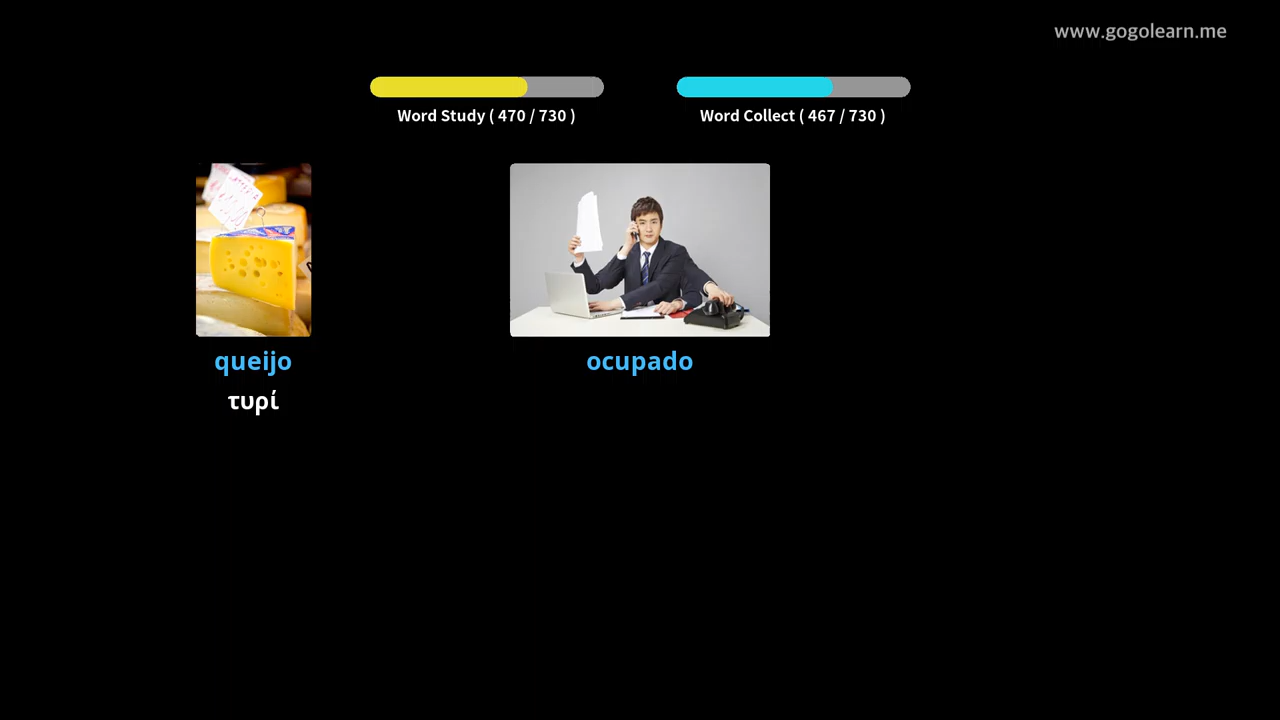 www.gogolearn.me
Word Study ( 470 / 730 )
Word Collect ( 467 / 730 )
queijo
τυρί
ocupado